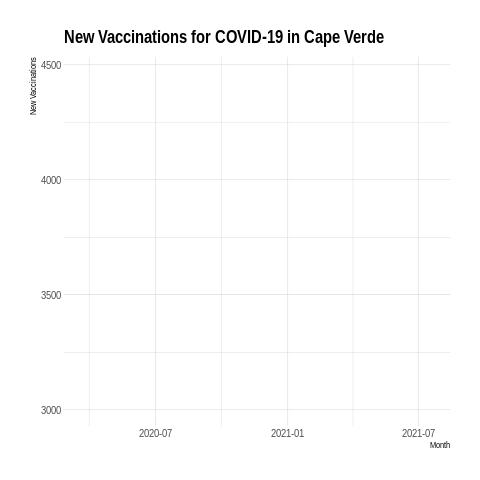 New Vaccinations for COVID-19 in Cape Verde
New Vaccinations
4500
4000
3500
3000
2020-07
2021-01
2021-07
Month